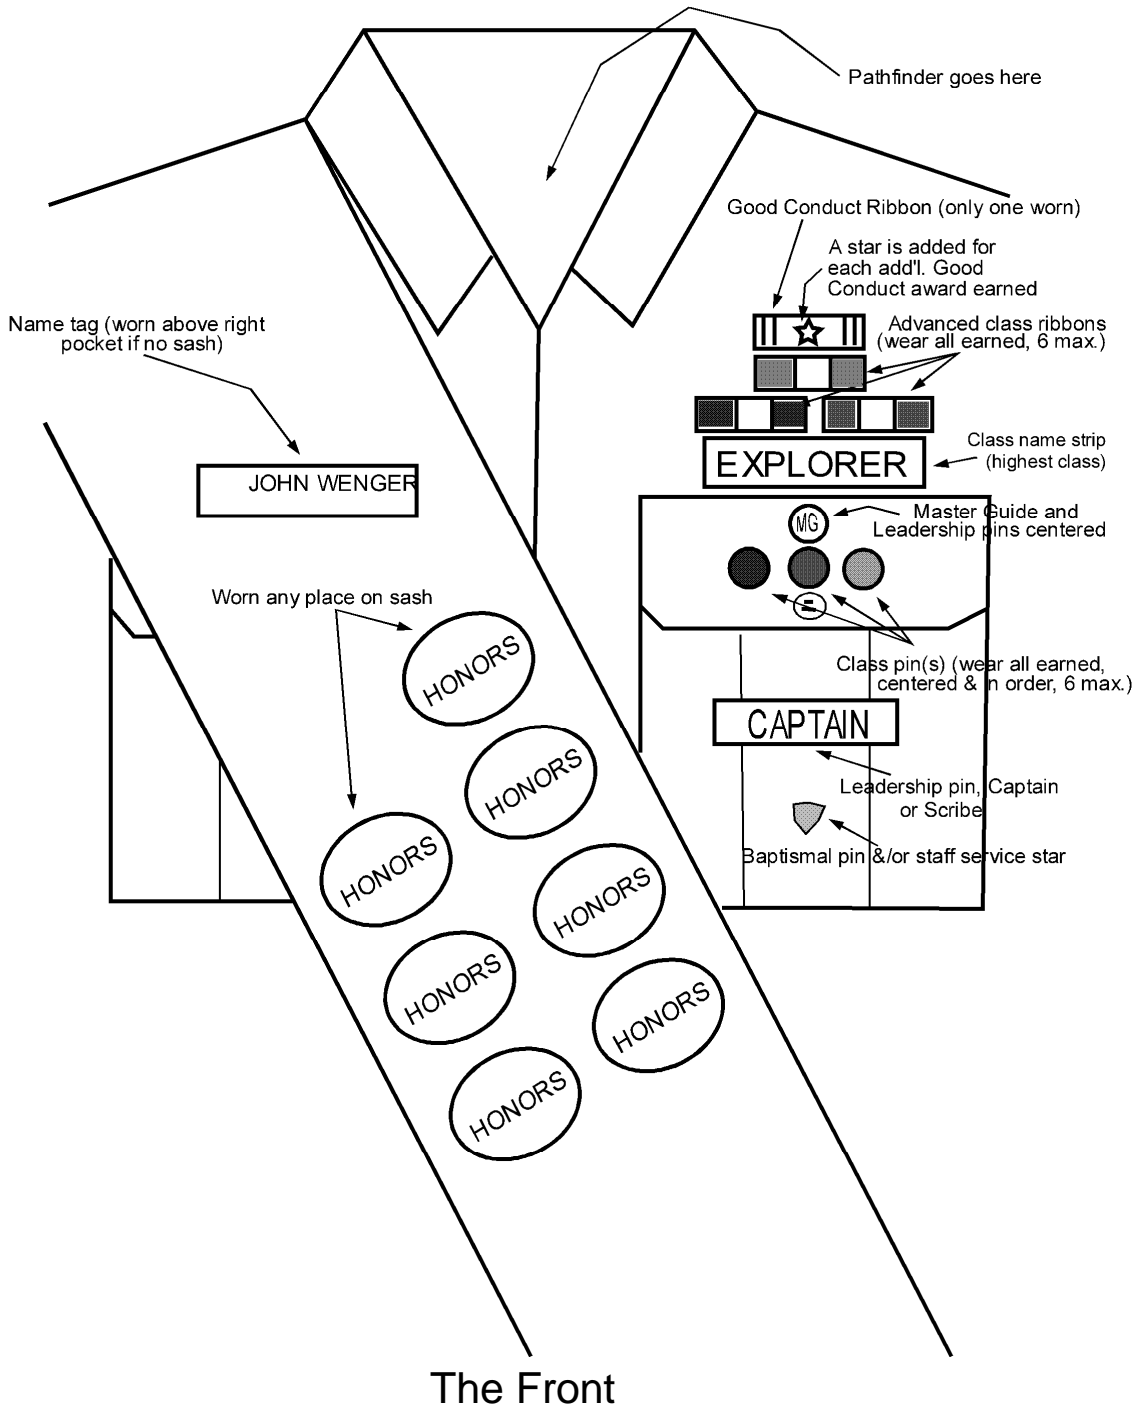 Pathfinder goes here
Good Conduct Ribbon (only one worn)
A star is added for
each add'l. Good
Conduct award earned
Name tag (worn above right
pocket if no sash)
Advanced class ribbons
(wear all earned, 6 max.)
EXPLORER
Class name strip
(highest class)
JOHN WENGER
MG
Master Guide and
Leadership pins centered
Worn any place on sash
HONORS
Class pin(s) (wear all earned,
centered & in order, 6 max.)
CAPTAIN
HONORS
Leadership pin, Captain
or Scribe
Baptismal pin &/or staff service star
HONORS
HONORS
HONORS
HONORS
HONORS
The Front